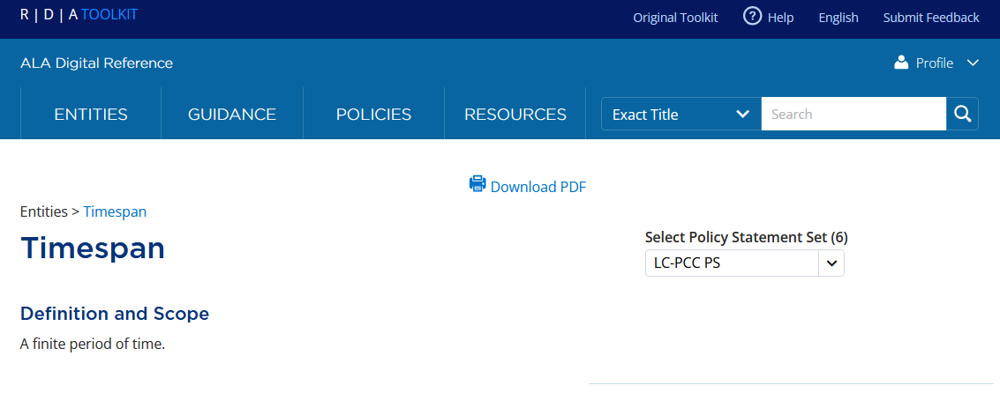 R | D | A TOOLKIT
Original Toolkit ? Help English Submit Feedback
ALA Digital Reference
Profile
ENTITIES GUIDANCE POLICIES RESOURCES Exact Title Search
Download PDF
Entities > Timespan
Timespan
Select Policy Statement Set (6)
LC-PCC PS
Definition and Scope
A finite period of time.